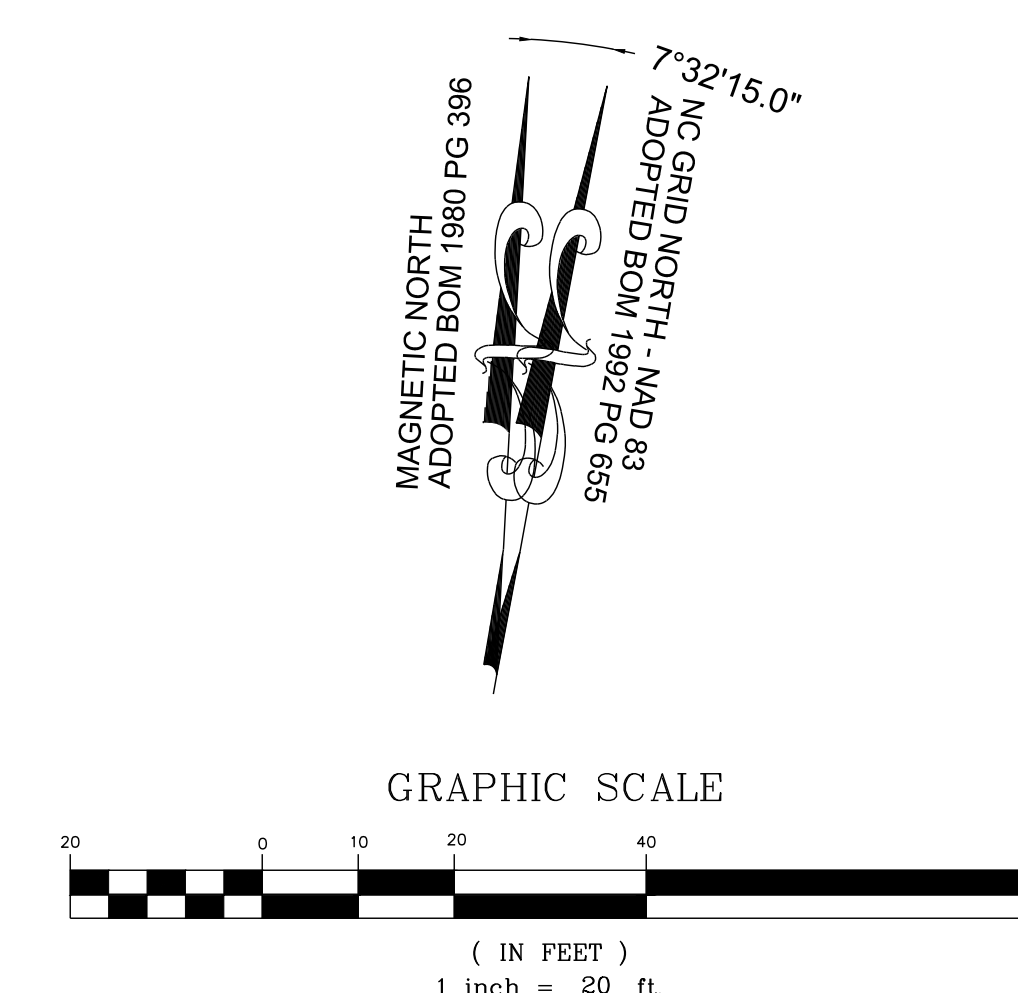 7°32'15.0"
MAGNETIC NORTH
ADOPTED BOM 1980 PG 396
NC GRID NORTH - NAD 83
ADOPTED BOM 1992 PG 655
GRAPHIC SCALE
20 0 10 20 40
( IN FEET )
1 inch = 20 ft.